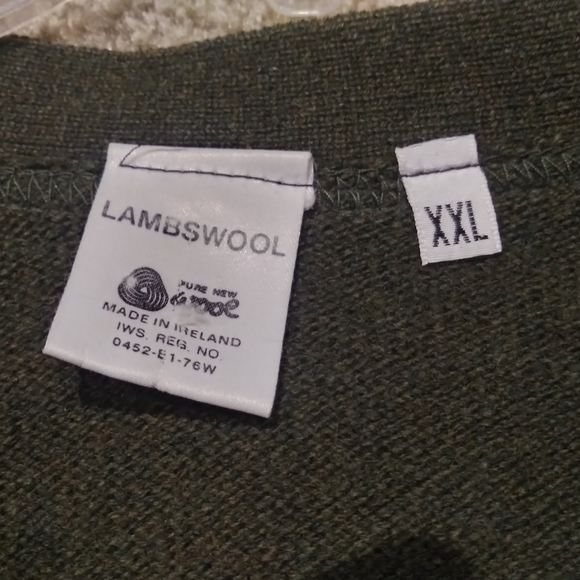 LAMBSWOOL
PURE NEW
wool
MADE IN IRELAND
IWS. REG. NO.
0452-E1-76W
XXL